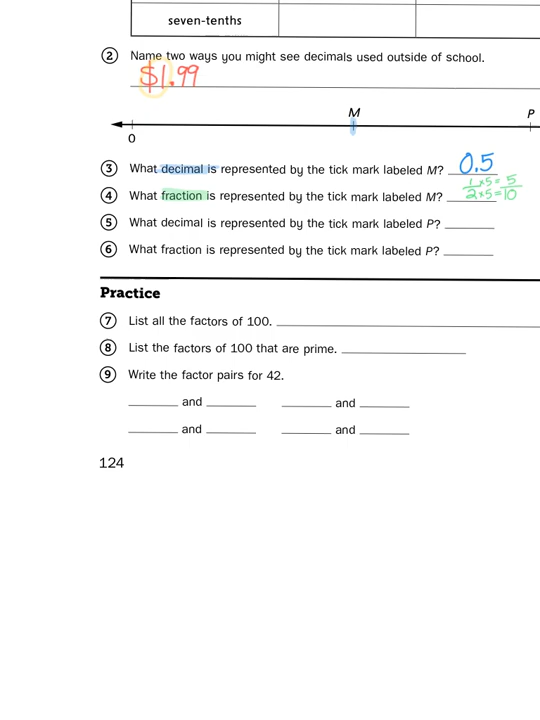 seven-tenths
2 Name two ways you might see decimals used outside of school.
$1.99
M P
0
3 What decimal is represented by the tick mark labeled M? 0.5
4 What fraction is represented by the tick mark labeled M? 1/2 ×5=/×5= 5/10
5 What decimal is represented by the tick mark labeled P?
6 What fraction is represented by the tick mark labeled P?
Practice
7 List all the factors of 100.
8 List the factors of 100 that are prime.
9 Write the factor pairs for 42.
and and
and and
124